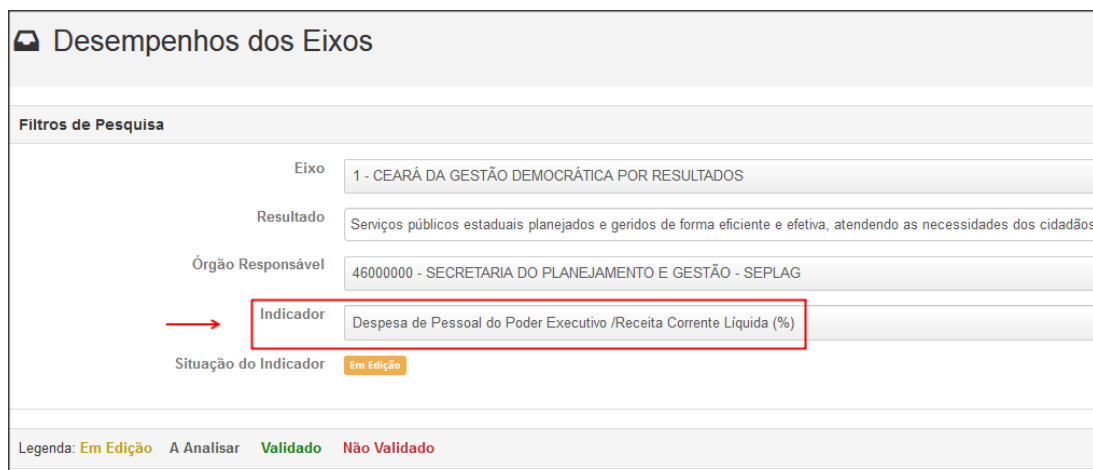 Desempenhos dos Eixos
Filtros de Pesquisa
Eixo
1 - CEARÁ DA GESTÃO DEMOCRÁTICA POR RESULTADOS
Resultado
Serviços públicos estaduais planejados e geridos de forma eficiente e efetiva, atendendo as necessidades dos cidadãos
Órgão Responsável
46000000 - SECRETARIA DO PLANEJAMENTO E GESTÃO - SEPLAG
Indicador
Despesa de Pessoal do Poder Executivo /Receita Corrente Líquida (%)
Situação do Indicador
Em Edição
Legenda: Em Edição A Analisar Validado Não Validado